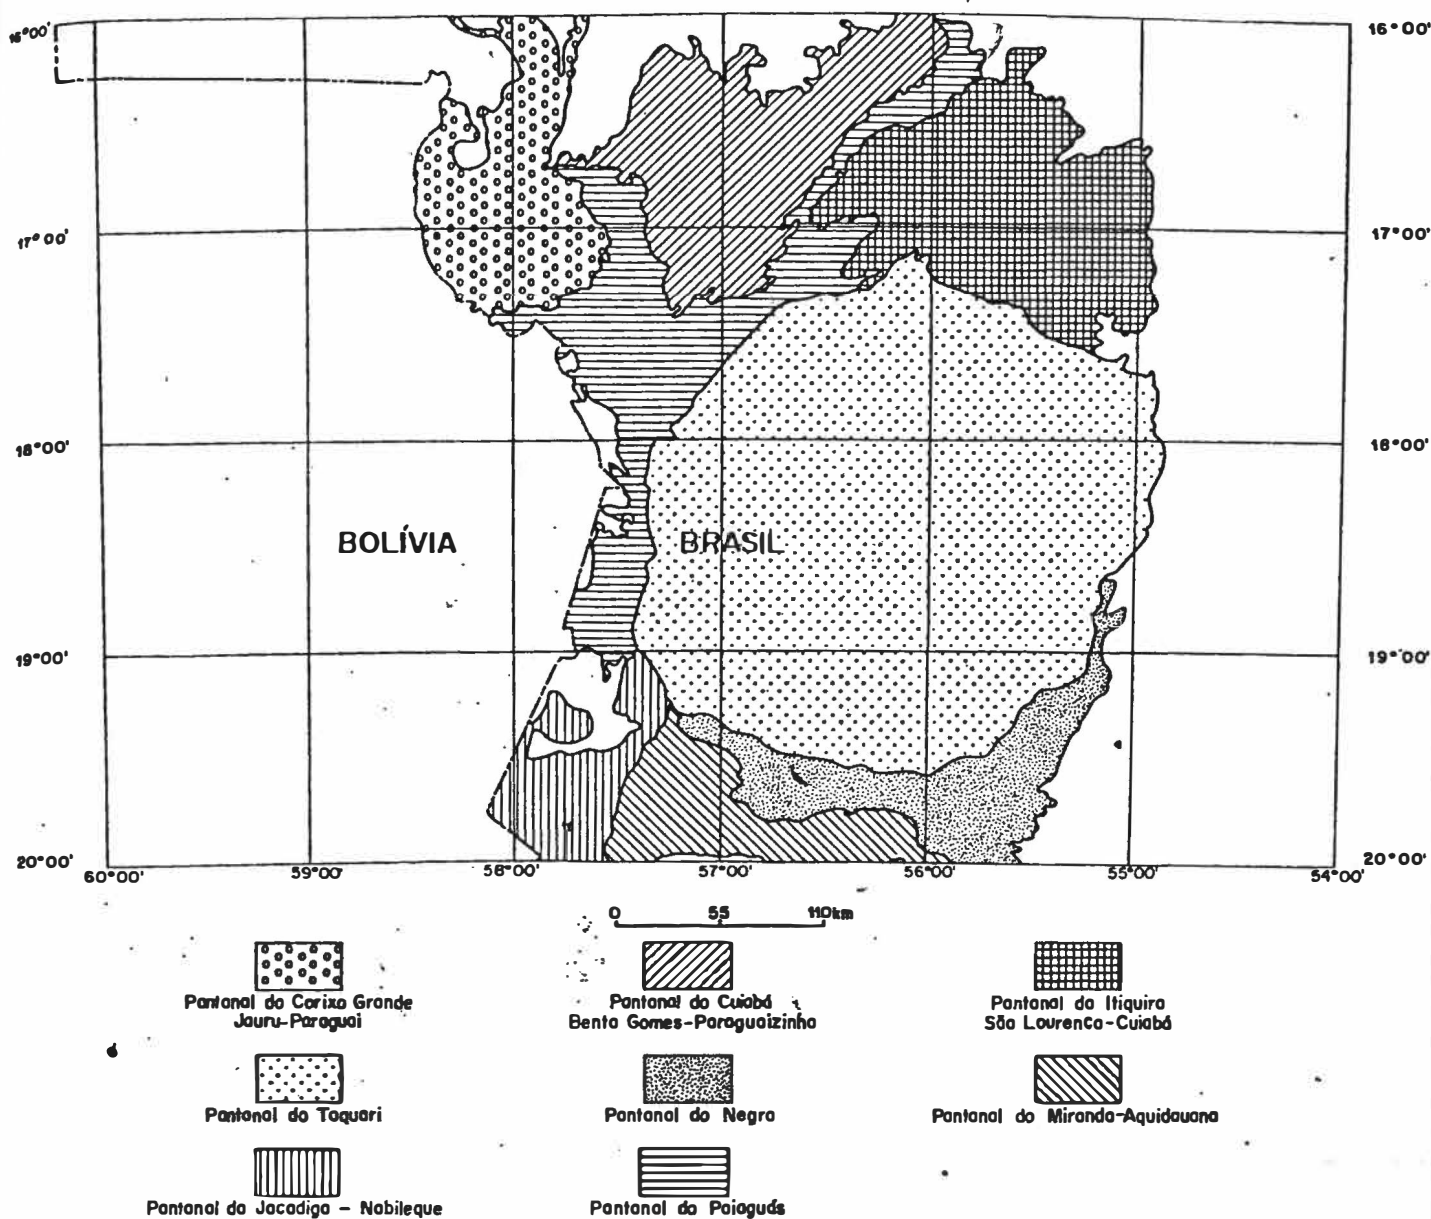 16°00'
16°00'
17°00'
17°00'
18°00'
18°00'
BOLÍVIA
BRASIL
19°00'
19°00'
20°00'
20°00'
60°00'
59°00'
58°00'
57°00'
56°00'
55°00'
54°00'
0
55
110km
Pantanal do Corixo Grande
Jauru-Paraguai
Pantanal do Cuiabá
Bento Gomes-Paraguaizinho
Pantanal do Itiquira
São Lourenço-Cuiabá
Pantanal do Taquari
Pantanal do Negro
Pantanal do Miranda-Aquidauana
Pantanal do Jacadigo - Nabileque
Pantanal do Paiaguás